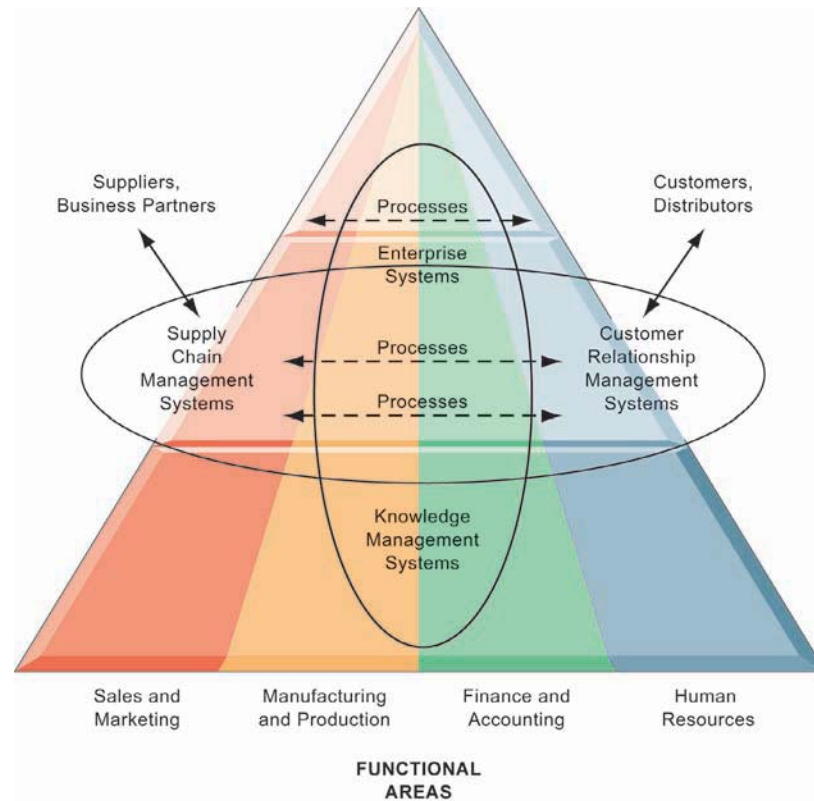 Suppliers,
Business Partners
Customers,
Distributors
Processes
Enterprise
Systems
Supply
Chain
Management
Systems
Processes
Processes
Customer
Relationship
Management
Systems
Knowledge
Management
Systems
Sales and
Marketing
Manufacturing
and Production
Finance and
Accounting
Human
Resources
FUNCTIONAL
AREAS